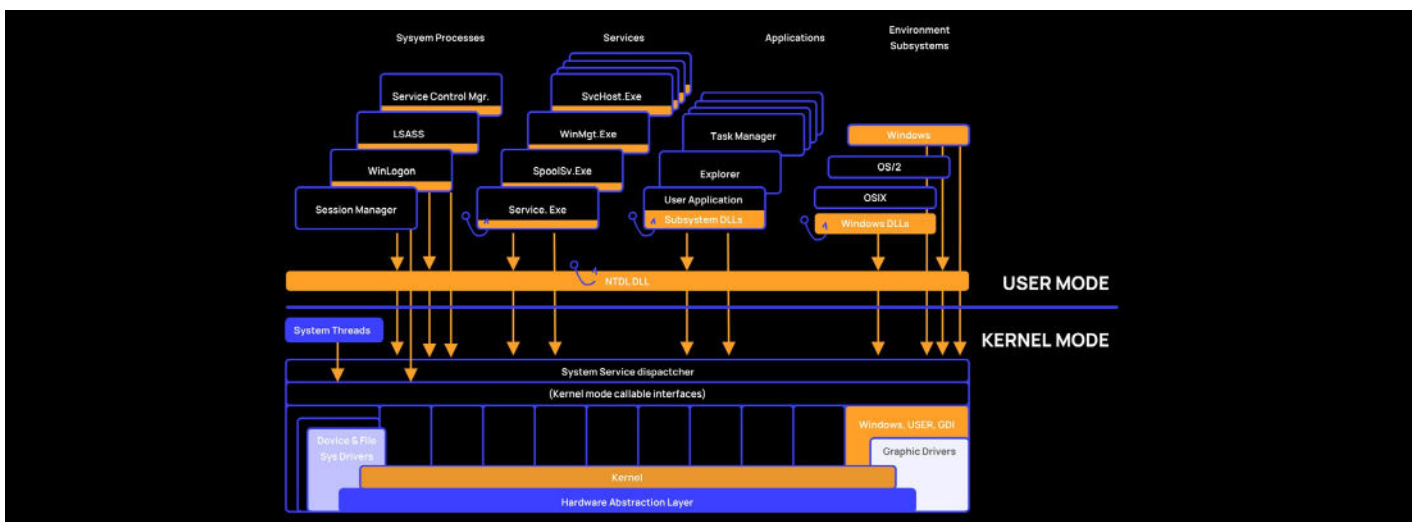 Sysyem Processes
Services
Applications
Environment
Subsystems
Service Control Mgr.
SvcHost.Exe
LSASS
WinMgt.Exe
Task Manager
Windows
WinLogon
SpoolSv.Exe
Explorer
OS/2
Session Manager
Service. Exe
User Application
Subsystem DLLs
OSIX
Windows DLLs
NTDL DLL
USER MODE
System Threads
KERNEL MODE
System Service dispactcher
(Kernel mode callable interfaces)
Device & File
Sys Drivers
Windows, USER, GDI
Graphic Drivers
Kernel
Hardware Abstraction Layer